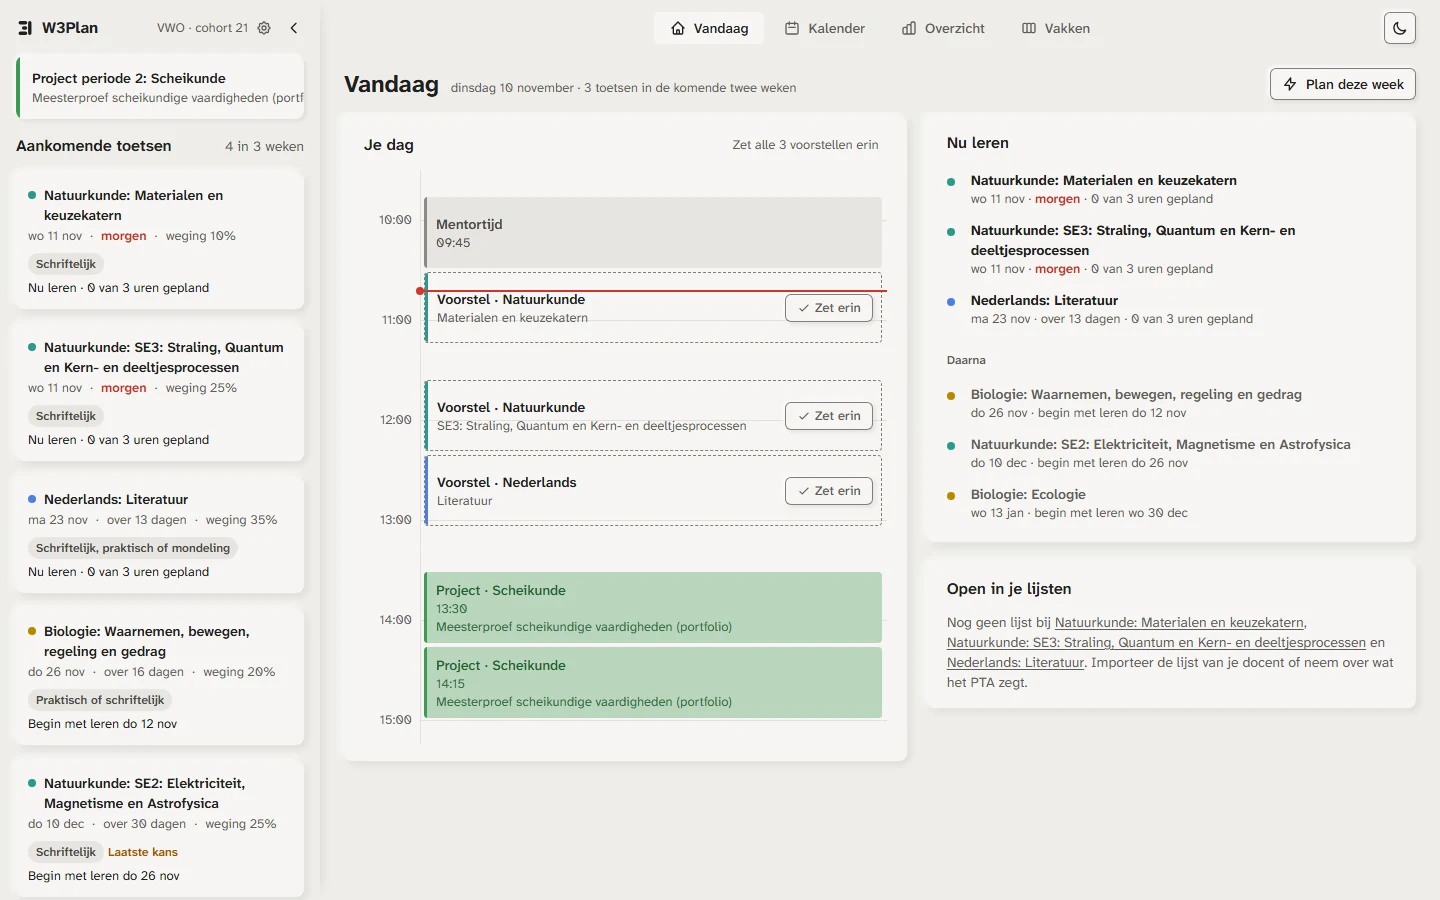 W3Plan
VWO · cohort 21
Project periode 2: Scheikunde
Meesterproef scheikundige vaardigheden (portf
Aankomende toetsen
4 in 3 weken
Natuurkunde: Materialen en
keuzekatern
wo 11 nov · morgen · weging 10%
Schriftelijk
Nu leren · 0 van 3 uren gepland
Natuurkunde: SE3: Straling, Quantum
en Kern- en deeltjesprocessen
wo 11 nov · morgen · weging 25%
Schriftelijk
Nu leren · 0 van 3 uren gepland
Nederlands: Literatuur
ma 23 nov · over 13 dagen · weging 35%
Schriftelijk, praktisch of mondeling
Nu leren · 0 van 3 uren gepland
Biologie: Waarnemen, bewegen,
regeling en gedrag
do 26 nov · over 16 dagen · weging 20%
Praktisch of schriftelijk
Begin met leren do 12 nov
Natuurkunde: SE2: Elektriciteit,
Magnetisme en Astrofysica
do 10 dec · over 30 dagen · weging 25%
Schriftelijk Laatste kans
Begin met leren do 26 nov
Vandaag
Kalender
Overzicht
Vakken
Vandaag
dinsdag 10 november · 3 toetsen in de komende twee weken
Plan deze week
Je dag
Zet alle 3 voorstellen erin
10:00
Mentortijd
09:45
Voorstel · Natuurkunde
Materialen en keuzekatern
Zet erin
11:00
Voorstel · Natuurkunde
SE3: Straling, Quantum en Kern- en deeltjesprocessen
Zet erin
12:00
Voorstel · Nederlands
Literatuur
Zet erin
13:00
Project · Scheikunde
13:30
Meesterproef scheikundige vaardigheden (portfolio)
14:00
Project · Scheikunde
14:15
Meesterproef scheikundige vaardigheden (portfolio)
15:00
Nu leren
Natuurkunde: Materialen en keuzekatern
wo 11 nov · morgen · 0 van 3 uren gepland
Natuurkunde: SE3: Straling, Quantum en Kern- en
deeltjesprocessen
wo 11 nov · morgen · 0 van 3 uren gepland
Nederlands: Literatuur
ma 23 nov · over 13 dagen · 0 van 3 uren gepland
Daarna
Biologie: Waarnemen, bewegen, regeling en gedrag
do 26 nov · begin met leren do 12 nov
Natuurkunde: SE2: Elektriciteit, Magnetisme en Astrofysica
do 10 dec · begin met leren do 26 nov
Biologie: Ecologie
wo 13 jan · begin met leren wo 30 dec
Open in je lijsten
Nog geen lijst bij Natuurkunde: Materialen en keuzekatern,
Natuurkunde: SE3: Straling, Quantum en Kern- en deeltjesprocessen en
Nederlands: Literatuur. Importeer de lijst van je docent of neem over wat
het PTA zegt.